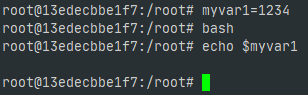 root@13edecbbe1f7:/root# myvar1=1234
root@13edecbbe1f7:/root# bash
root@13edecbbe1f7:/root# echo $myvar1

root@13edecbbe1f7:/root#